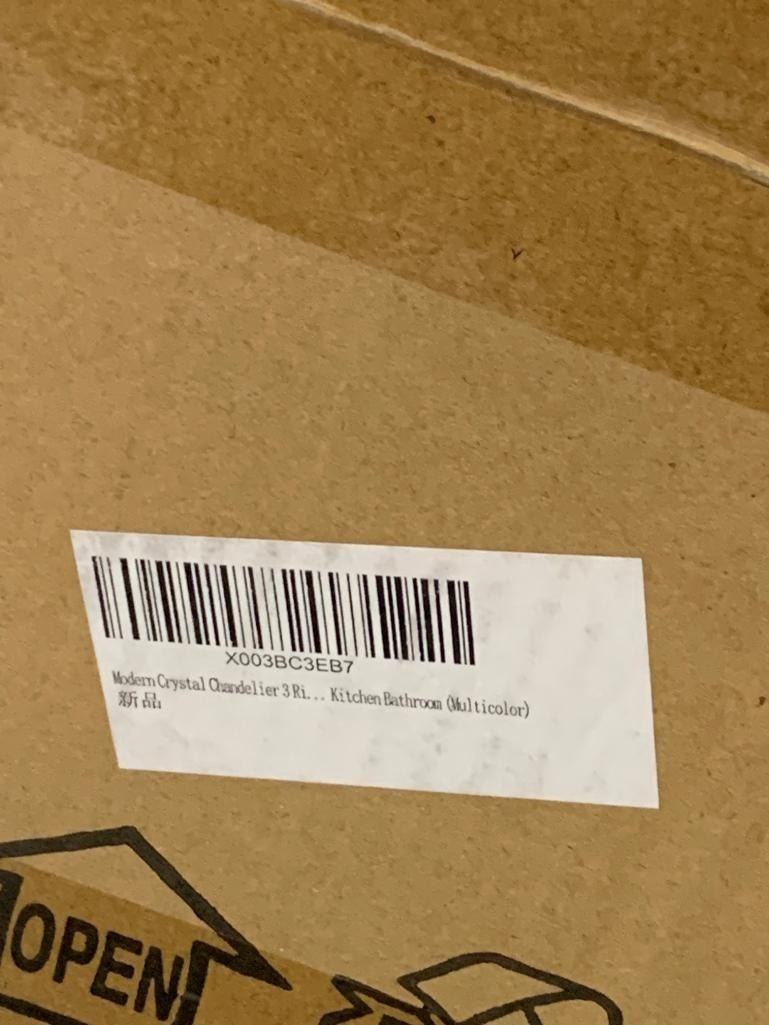 X003BC3EB7
Modern Crystal Chandelier 3 Ri... Kitchen Bathroom (Multicolor)
新品
OPEN